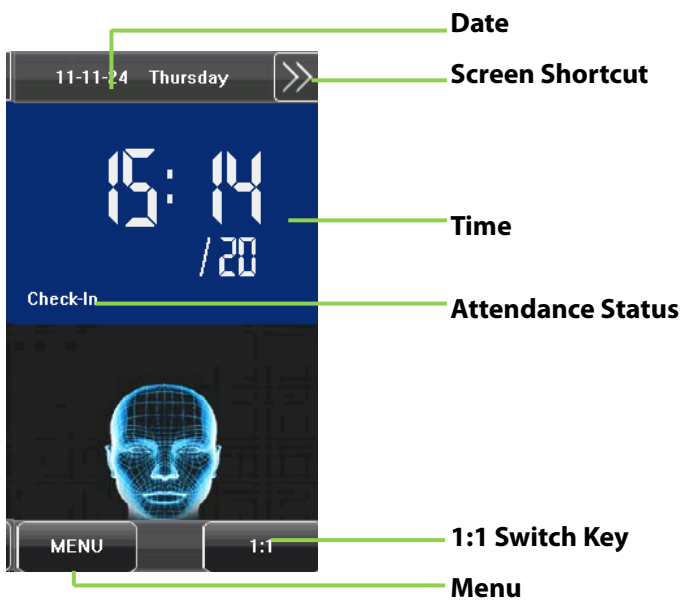 Date
11-11-24 Thursday
Screen Shortcut
15:14
Time
/20
Check-In
Attendance Status
MENU
1:1
1:1 Switch Key
Menu